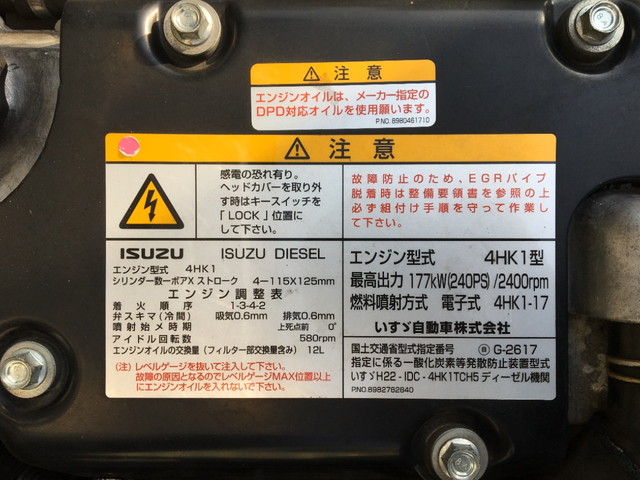 ⚠ 注意
エンジンオイルは、メーカー指定の
DPD対応オイルを使用願います。
P.NO. 8980461710
⚠ 注意
感電の恐れ有り。
ヘッドカバーを取り外
す時はキースイッチを
「LOCK」位置に
して下さい。
故障防止のため、EGRパイプ
脱着時は整備要領書を参照の上
必ず組付け手順を守って作業し
て下さい。
ISUZU ISUZU DIESEL
エンジン型式 4HK1
シリンダ数ーボアX ストローク 4－115X125mm
エンジン調整表
着火順序 1-3-4-2
弁スキマ(冷間) 吸気0.6mm 排気0.6mm
噴射始メ時期 上死点前 0°
アイドル回転数 580rpm
エンジンオイルの交換量 (フィルター部交換量含み) 12L
(注) レベルゲージを抜いて注入して下さい。
故障の原因となるのでレベルゲージMAX位置以上
にエンジンオイルを入れないで下さい。
エンジン型式 4HK1型
最高出力 177kW(240PS) /2400rpm
燃料噴射方式 電子式 4HK1-17
いすゞ自動車株式会社
国土交通省型式指定番号 G-2617
指定に係る一酸化炭素等発散防止装置型式
いすゞH22 - IDC - 4HK1TCH5 ディーゼル機関
P.NO. 8982782640